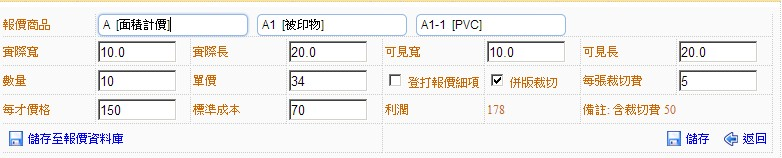 報價商品 A [面積計價] A1 [被印物] A1-1 [PVC]
實際寬 10.0 實際長 20.0 可見寬 10.0 可見長 20.0
數量 10 單價 34 登打報價細項 併版裁切 每張裁切費 5
每才價格 150 標準成本 70 利潤 178 備註: 含裁切費 50
儲存至報價資料庫 儲存 返回